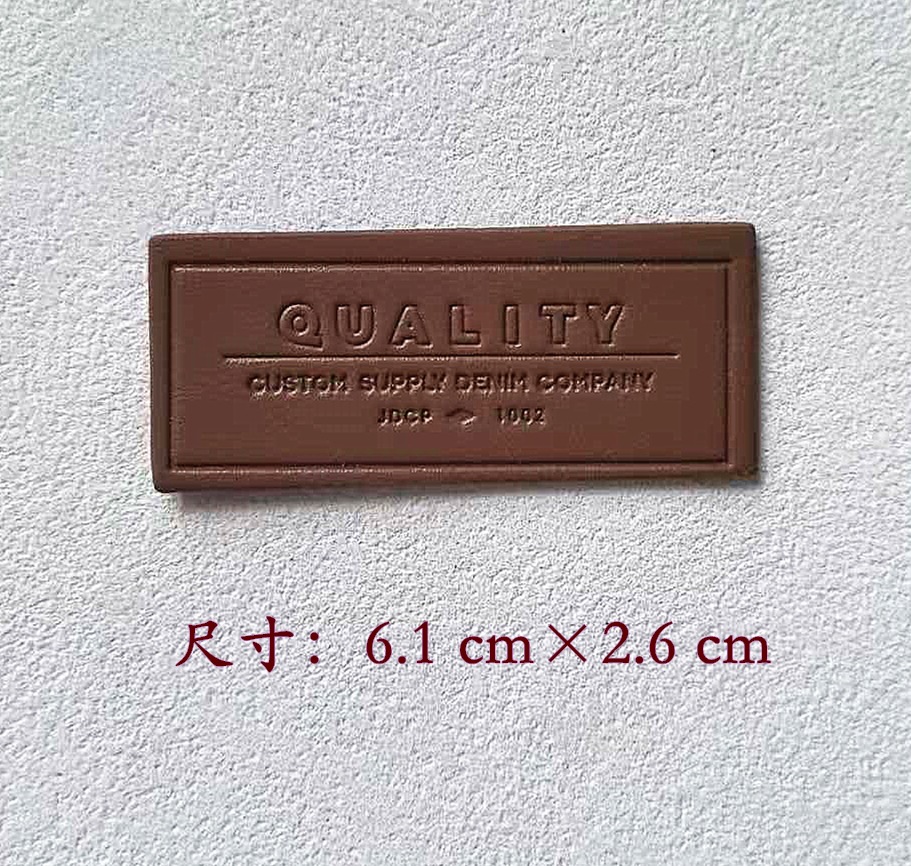 QUALITY
CUSTOM SUPPLY DENIM COMPANY
JDCP 1002
尺寸：6.1 cm×2.6 cm